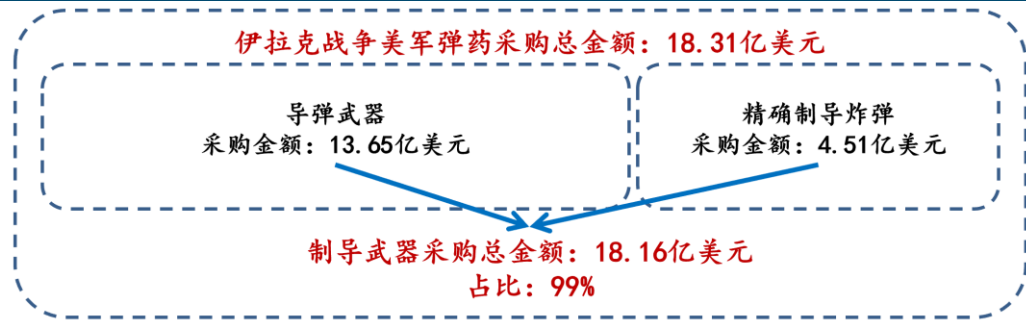 伊拉克战争美军弹药采购总金额：18.31亿美元
导弹武器
采购金额：13.65亿美元
精确制导炸弹
采购金额：4.51亿美元
制导武器采购总金额：18.16亿美元
占比：99%